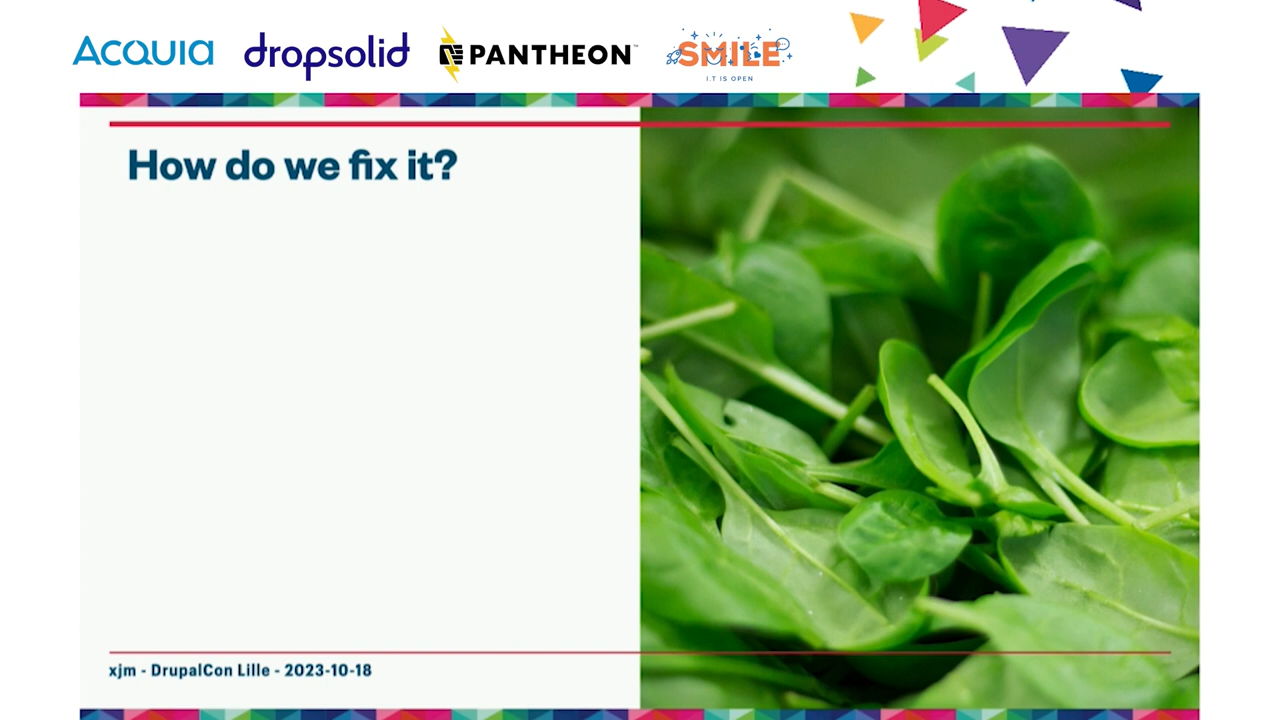 Acquia
dropsolid
PANTHEON
SMILE
I.T IS OPEN
How do we fix it?
xjm - DrupalCon Lille - 2023-10-18